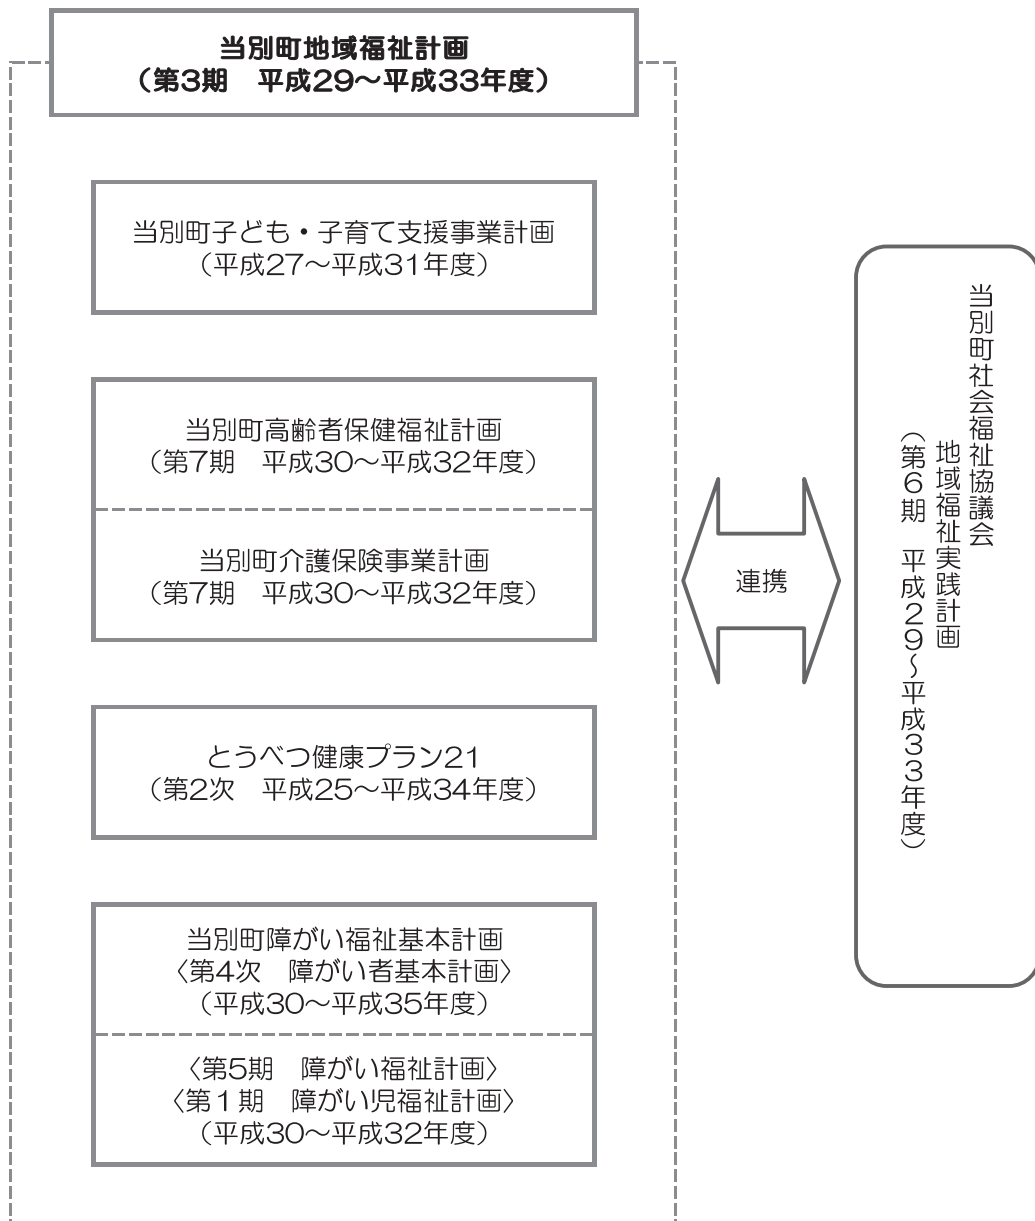 当別町地域福祉計画
（第3期　平成29～平成33年度）
当別町子ども・子育て支援事業計画
（平成27～平成31年度）
当別町高齢者保健福祉計画
（第7期　平成30～平成32年度）
当別町介護保険事業計画
（第7期　平成30～平成32年度）
とうべつ健康プラン21
（第2次　平成25～平成34年度）
当別町障がい福祉基本計画
〈第4次　障がい者基本計画〉
（平成30～平成35年度）
〈第5期　障がい福祉計画〉
〈第１期　障がい児福祉計画〉
（平成30～平成32年度）
連携
当別町社会福祉協議会
地域福祉実践計画
（第６期　平成２９～平成３３年度）